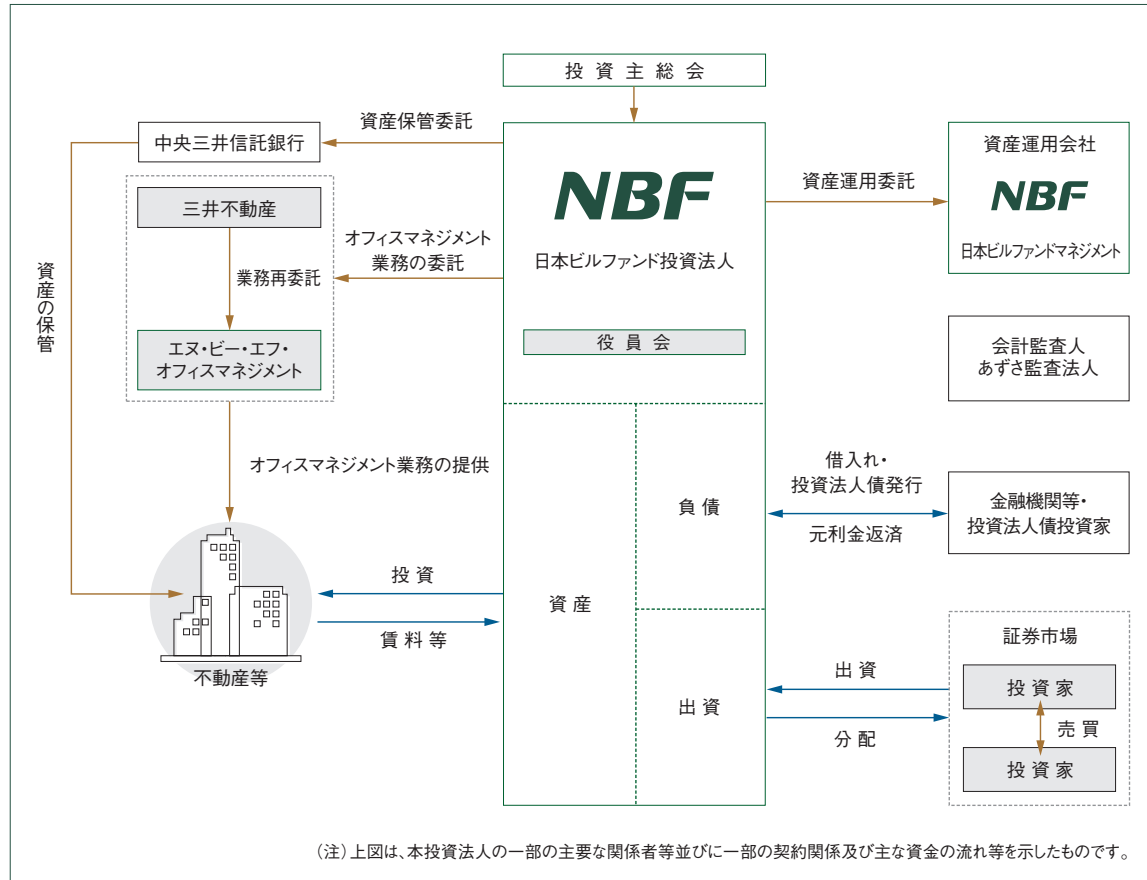 投資主総会
資産保管委託
中央三井信託銀行
三井不動産
業務再委託
エヌ・ビー・エフ・
オフィスマネジメント
オフィスマネジメント
業務の委託
資産の保管
オフィスマネジメント業務の提供
不動産等
投資
賃料等
NBF
日本ビルファンド投資法人
役員会
資産
負債
出資
資産運用委託
資産運用会社
NBF
日本ビルファンドマネジメント
会計監査人
あずさ監査法人
借入れ・
投資法人債発行
元利金返済
金融機関等・
投資法人債投資家
出資
分配
証券市場
投資家
売買
投資家
(注)上図は、本投資法人の一部の主要な関係者等並びに一部の契約関係及び主な資金の流れ等を示したものです。